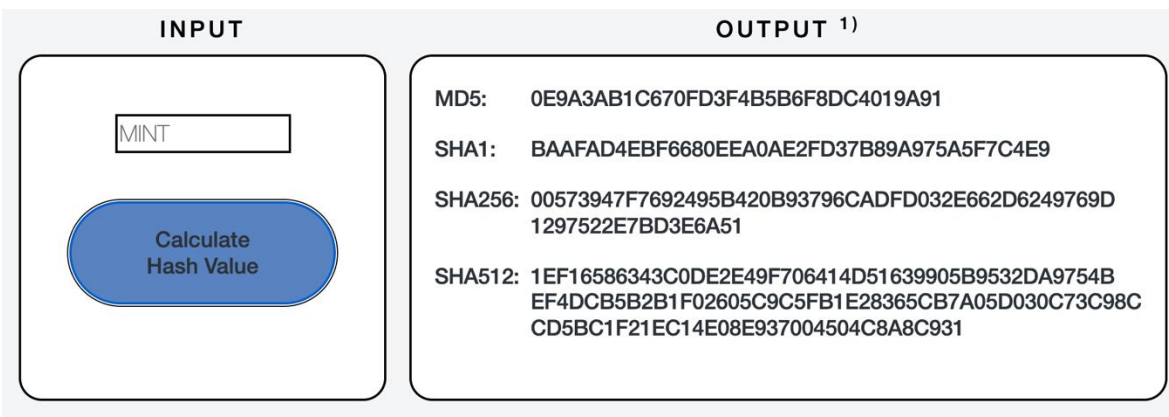 INPUT
OUTPUT 1)
MINT
Calculate
Hash Value
MD5: 0E9A3AB1C670FD3F4B5B6F8DC4019A91
SHA1: BAAFAD4EBF6680EEA0AE2FD37B89A975A5F7C4E9
SHA256: 00573947F7692495B420B93796CADFD032E662D6249769D
1297522E7BD3E6A51
SHA512: 1EF16586343C0DE2E49F706414D51639905B9532DA9754B
EF4DCB5B2B1F02605C9C5FB1E28365CB7A05D030C73C98C
CD5BC1F21EC14E08E937004504C8A8C931